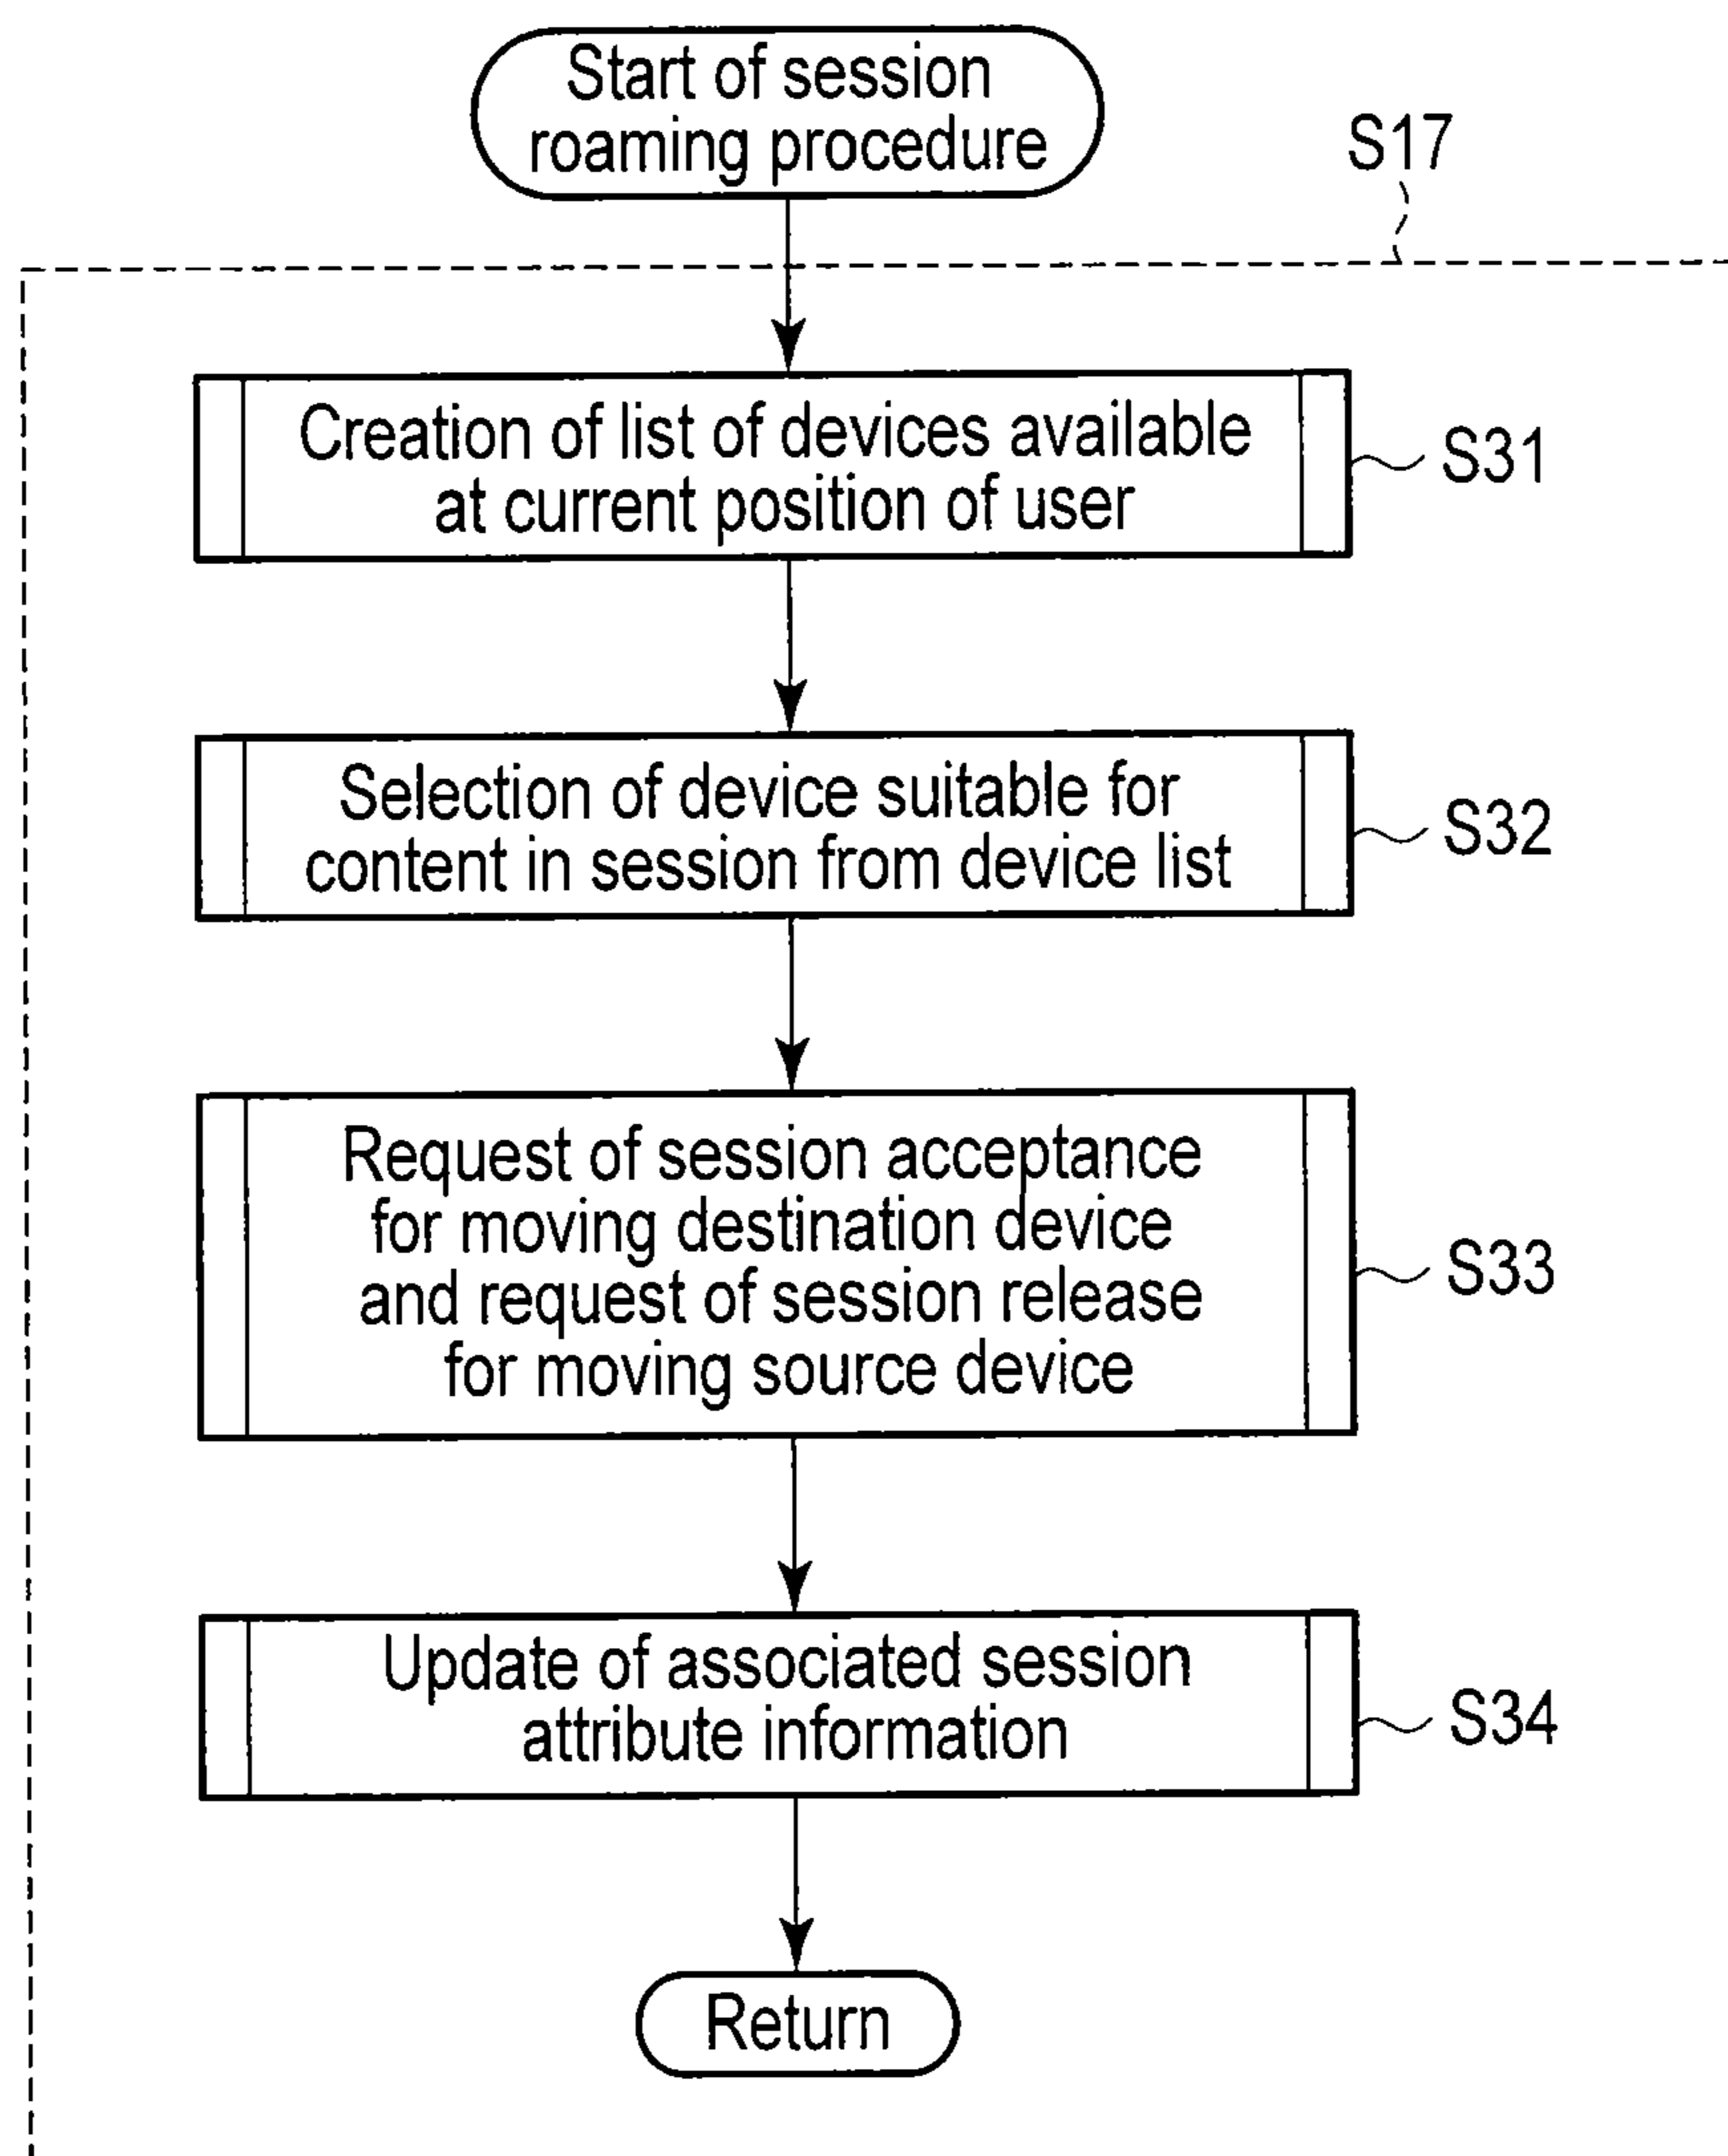 Start of session
roaming procedure
S17
Creation of list of devices available
at current position of user
S31
Selection of device suitable for
content in session from device list
S32
Request of session acceptance
for moving destination device
and request of session release
for moving source device
S33
Update of associated session
attribute information
S34
Return